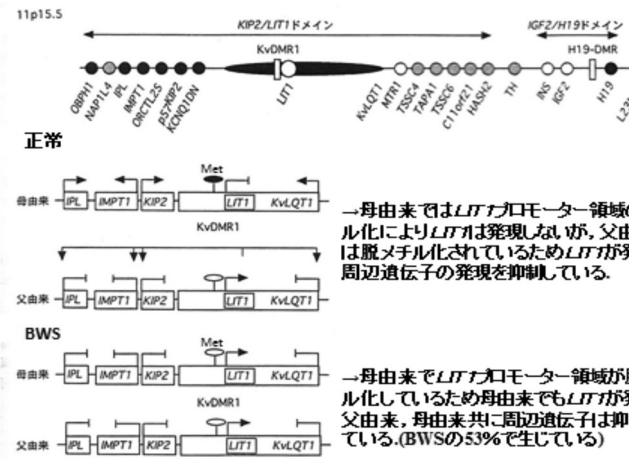 11p15.5
KIP2/LIT1ドメイン
IGF2/H19ドメイン
KvDMR1
H19-DMR
OBPH1
NAP1L4
IPL
IMPT1
ORCTL2S
p57KIP2
KCNQ1DN
LIT1
KvLQT1
MTR1
TSSC4
TAPA1
TSSC6
C11orf21
HASH2
TH
INS
IGF2
H19
L23
正常
Met
母由来 IPL IMPT1 KIP2 LIT1 KvLQT1
KvDMR1
父由来 IPL IMPT1 KIP2 LIT1 KvLQT1
→母由来ではLIT1プロモーター領域の
ル化によりLIT1は発現しないが，父由
は脱メチル化されているためLIT1が発
周辺遺伝子の発現を抑制している.
BWS
Met
母由来 IPL IMPT1 KIP2 LIT1 KvLQT1
KvDMR1
父由来 IPL IMPT1 KIP2 LIT1 KvLQT1
→母由来でLIT1プロモーター領域が
ル化しているため母由来でもLIT1が発
父由来，母由来共に周辺遺伝子は抑
ている.(BWSの53%で生じている)